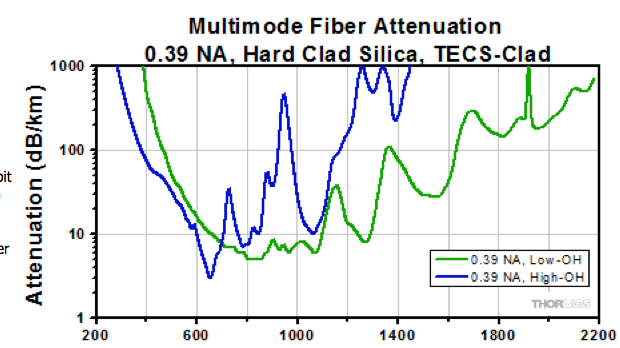 Multimode Fiber Attenuation
0.39 NA, Hard Clad Silica, TECS-Clad
Attenuation (dB/km)
1000
100
10
1
200 600 1000 1400 1800 2200
0.39 NA, Low-OH
0.39 NA, High-OH
THORLABS